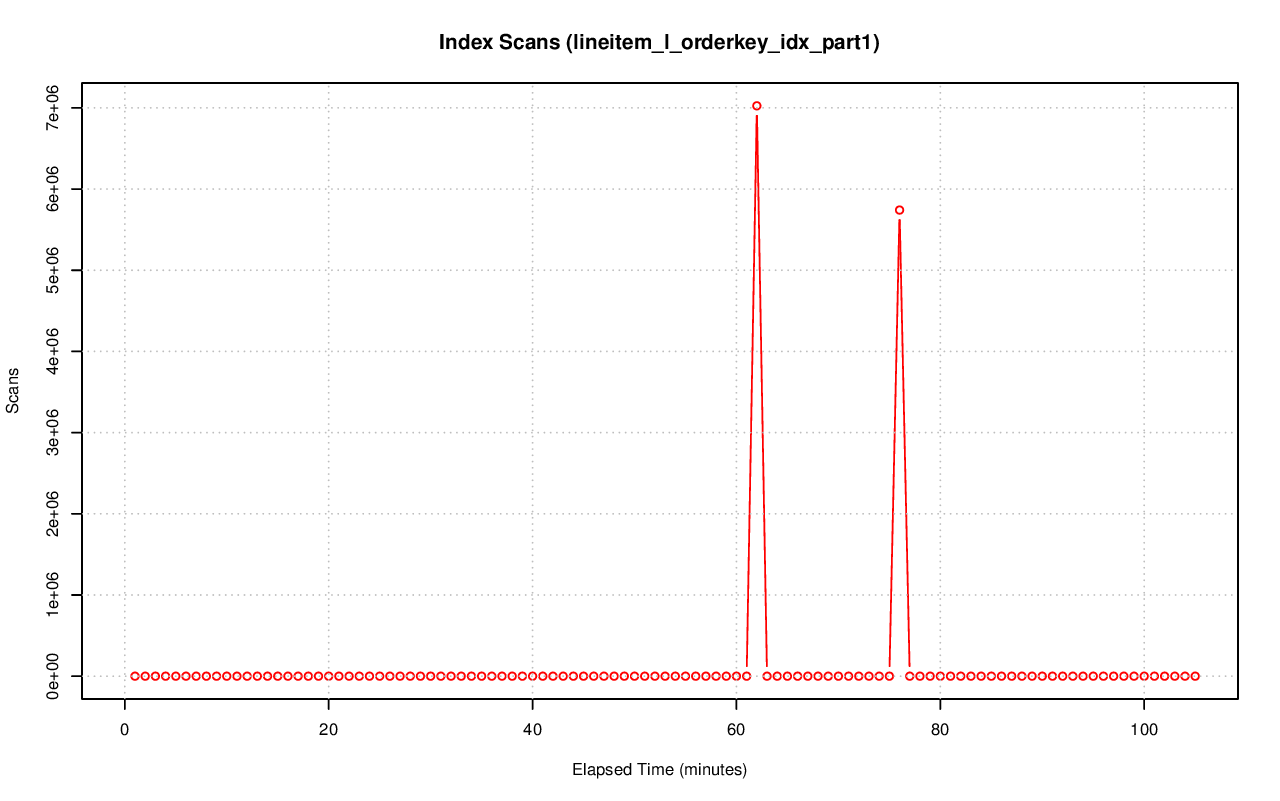 Index Scans (lineitem_l_orderkey_idx_part1)
7e+06
6e+06
5e+06
4e+06
3e+06
2e+06
1e+06
0e+00
Scans
0 20 40 60 80 100
Elapsed Time (minutes)